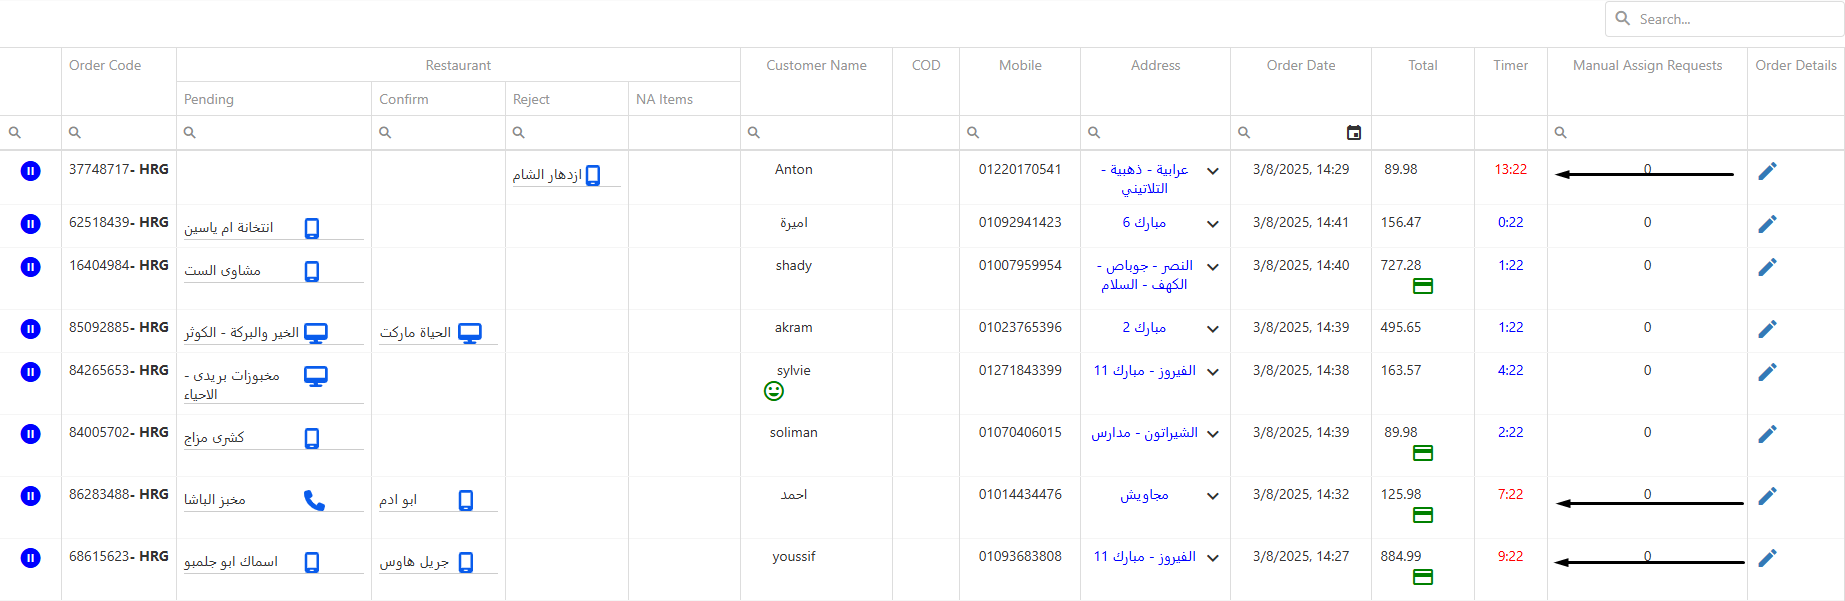 Search...
Order Code Restaurant Customer Name COD Mobile Address Order Date Total Timer Manual Assign Requests Order Details
Pending Confirm Reject NA Items
37748717- HRG ازدهار الشام Anton 01220170541 عرابية - ذهبية - 3/8/2025, 14:29 89.98 13:22 0
التلاتيني
62518439- HRG انتخانة ام ياسين اميرة 01092941423 مبارك 6 3/8/2025, 14:41 156.47 0:22 0
16404984- HRG مشاوى الست shady 01007959954 النصر - جوباص - 3/8/2025, 14:40 727.28 1:22 0
الكهف - السلام
85092885- HRG الخير والبركة - الكوثر الحياة ماركت akram 01023765396 مبارك 2 3/8/2025, 14:39 495.65 1:22 0
84265653- HRG مخبوزات بريدى - sylvie 01271843399 الفيروز - مبارك 11 3/8/2025, 14:38 163.57 4:22 0
الاحياء
84005702- HRG كشرى مزاج soliman 01070406015 الشيراتون - مدارس 3/8/2025, 14:39 89.98 2:22 0
86283488- HRG مخبز الباشا ابو ادم احمد 01014434476 مجاويش 3/8/2025, 14:32 125.98 7:22 0
68615623- HRG اسماك ابو جلمبو جريل هاوس youssif 01093683808 الفيروز - مبارك 11 3/8/2025, 14:27 884.99 9:22 0